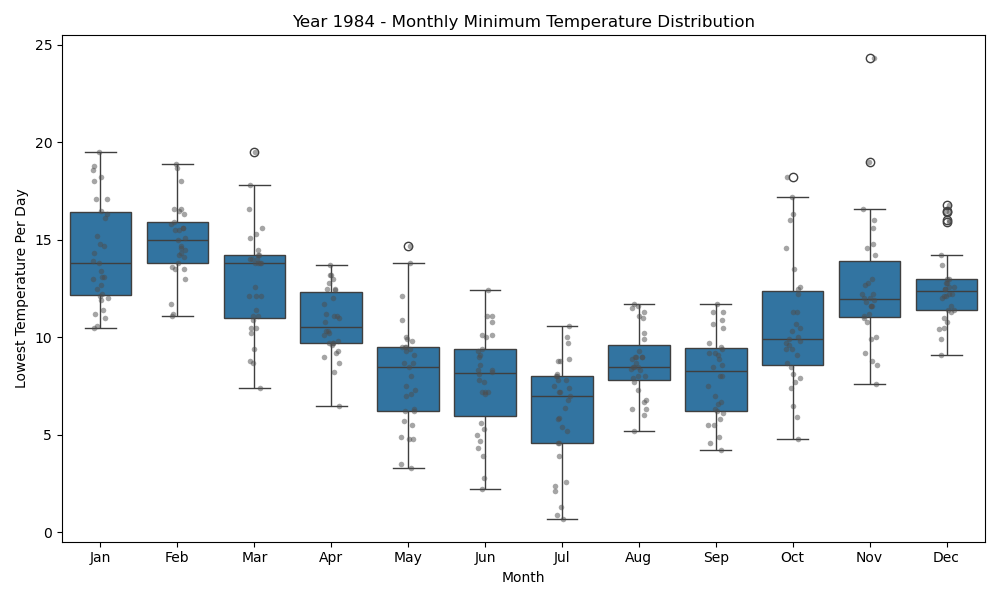 Year 1984 - Monthly Minimum Temperature Distribution
Lowest Temperature Per Day
25
20
15
10
5
0
Jan Feb Mar Apr May Jun Jul Aug Sep Oct Nov Dec
Month